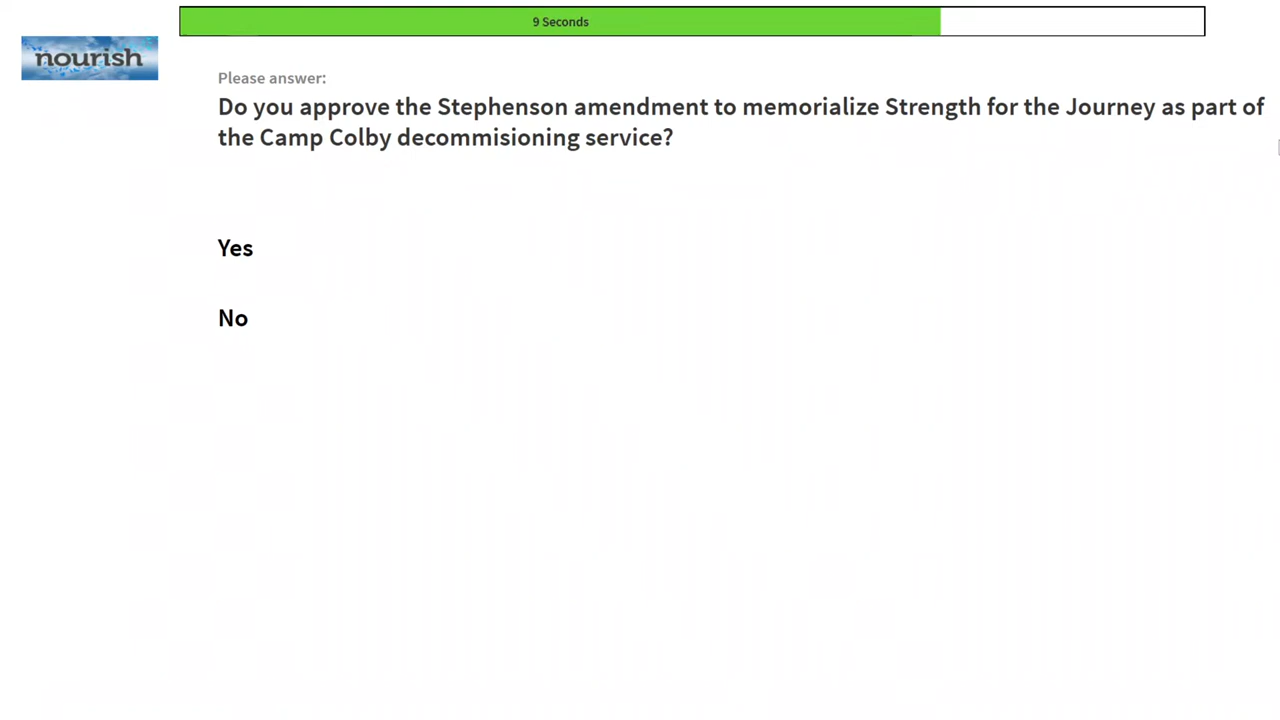 9 Seconds
nourish
Please answer:
Do you approve the Stephenson amendment to memorialize Strength for the Journey as part of
the Camp Colby decommisioning service?
Yes
No